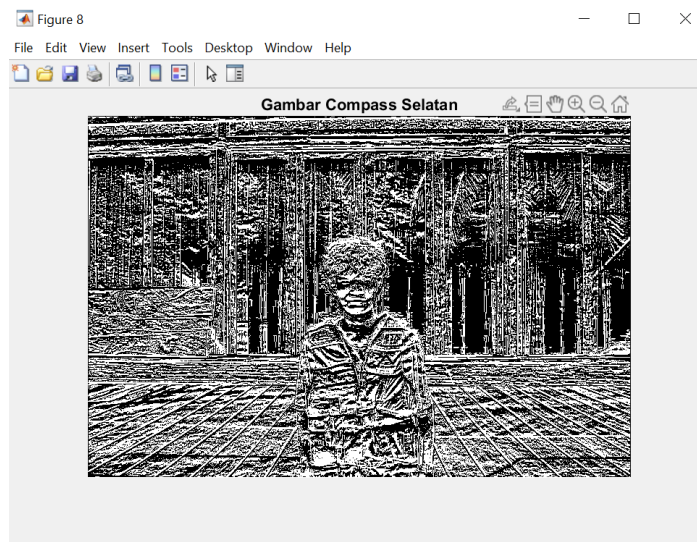 Figure 8
File Edit View Insert Tools Desktop Window Help
Gambar Compass Selatan